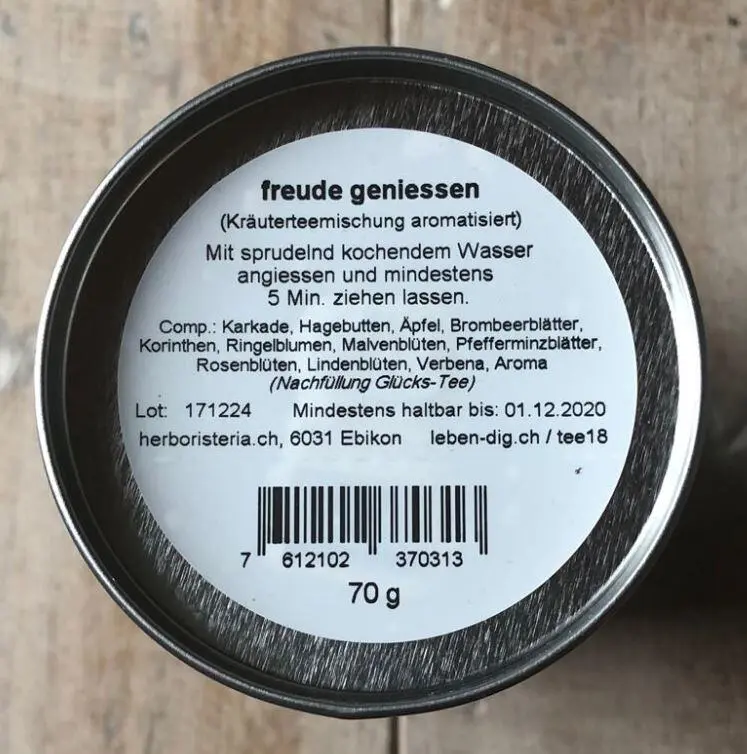 freude geniessen
(Kräuterteemischung aromatisiert)
Mit sprudelnd kochendem Wasser
angiessen und mindestens
5 Min. ziehen lassen.
Comp.: Karkade, Hagebutten, Äpfel, Brombeerblätter,
Korinthen, Ringelblumen, Malvenblüten, Pfefferminzblätter,
Rosenblüten, Lindenblüten, Verbena, Aroma
(Nachfüllung Glücks-Tee)
Lot: 171224 Mindestens haltbar bis: 01.12.2020
herboristeria.ch, 6031 Ebikon leben-dig.ch / tee18
7 612102 370313
70 g